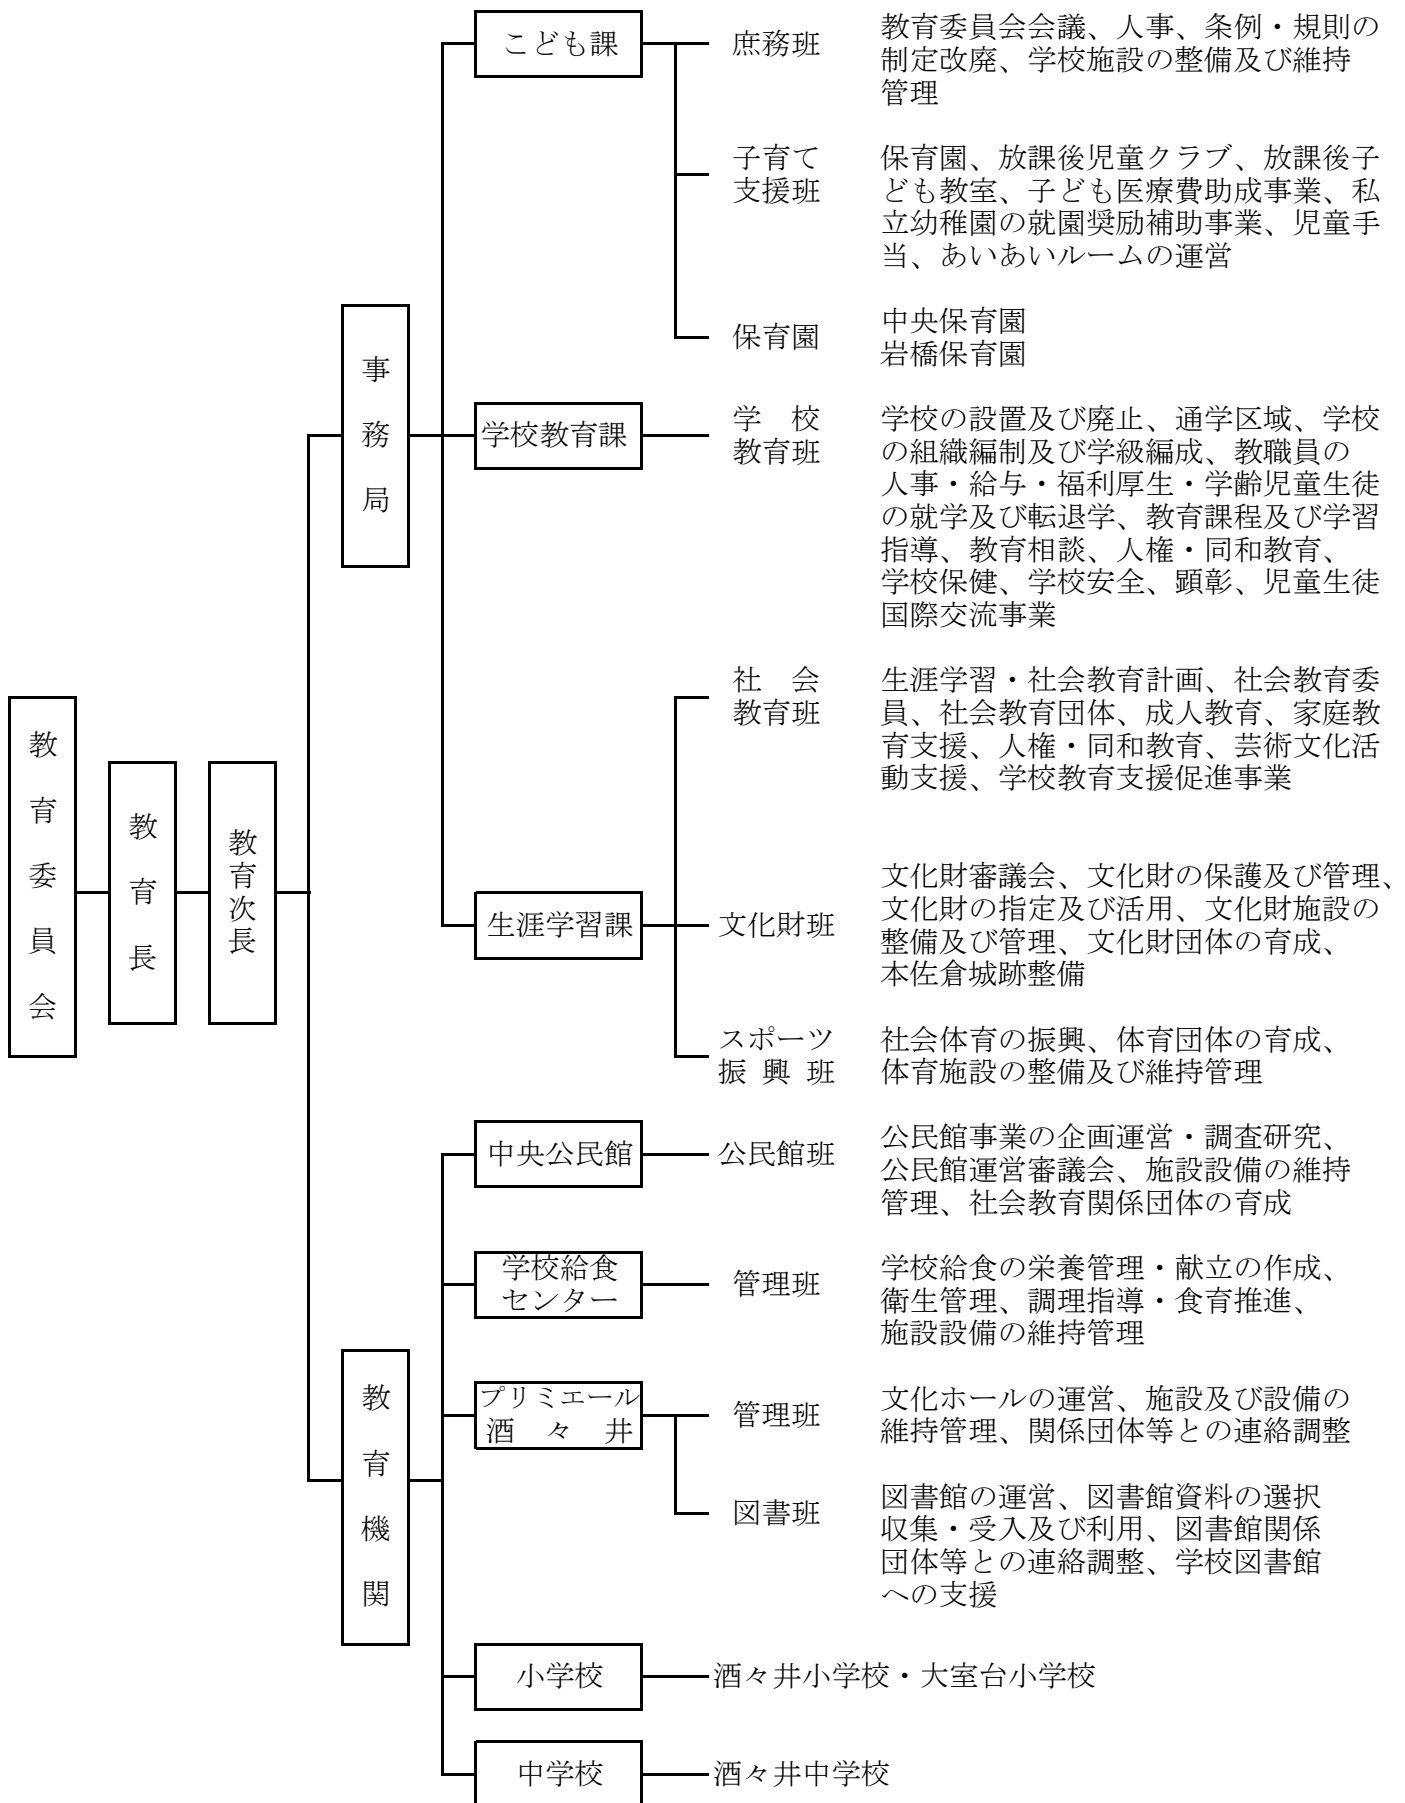 教育委員会
教育長
教育次長
事務局
こども課
庶務班
教育委員会会議、人事、条例・規則の
制定改廃、学校施設の整備及び維持
管理
子育て
支援班
保育園、放課後児童クラブ、放課後子
ども教室、子ども医療費助成事業、私
立幼稚園の就園奨励補助事業、児童手
当、あいあいルームの運営
保育園
中央保育園
岩橋保育園
学校教育課
学　校
教育班
学校の設置及び廃止、通学区域、学校
の組織編制及び学級編成、教職員の
人事・給与・福利厚生・学齢児童生徒
の就学及び転退学、教育課程及び学習
指導、教育相談、人権・同和教育、
学校保健、学校安全、顕彰、児童生徒
国際交流事業
生涯学習課
社　会
教育班
生涯学習・社会教育計画、社会教育委
員、社会教育団体、成人教育、家庭教
育支援、人権・同和教育、芸術文化活
動支援、学校教育支援促進事業
文化財班
文化財審議会、文化財の保護及び管理、
文化財の指定及び活用、文化財施設の
整備及び管理、文化財団体の育成、
本佐倉城跡整備
スポーツ
振 興 班
社会体育の振興、体育団体の育成、
体育施設の整備及び維持管理
教育機関
中央公民館
公民館班
公民館事業の企画運営・調査研究、
公民館運営審議会、施設設備の維持
管理、社会教育関係団体の育成
学校給食
センター
管理班
学校給食の栄養管理・献立の作成、
衛生管理、調理指導・食育推進、
施設設備の維持管理
プリミエール
酒　々　井
管理班
文化ホールの運営、施設及び設備の
維持管理、関係団体等との連絡調整
図書班
図書館の運営、図書館資料の選択
収集・受入及び利用、図書館関係
団体等との連絡調整、学校図書館
への支援
小学校
酒々井小学校・大室台小学校
中学校
酒々井中学校